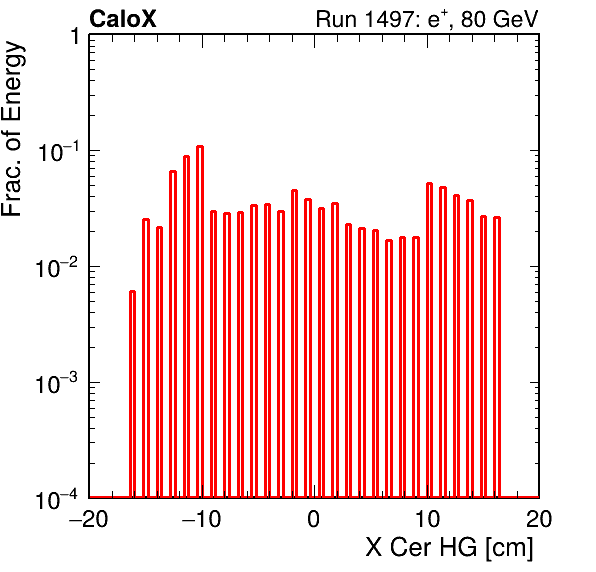 CaloX Run 1497: e⁺, 80 GeV
Frac. of Energy
1
10⁻¹
10⁻²
10⁻³
10⁻⁴
−20 −10 0 10 20
X Cer HG [cm]